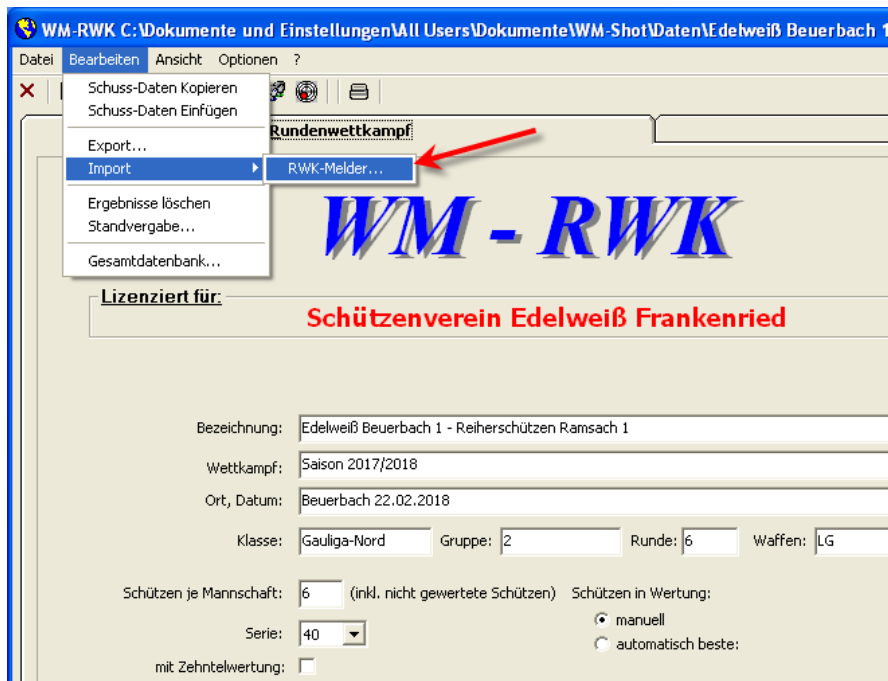 WM-RWK C:\Dokumente und Einstellungen\All Users\Dokumente\WM-Shot\Daten\Edelweiß Beuerbach 1
Datei Bearbeiten Ansicht Optionen ?
Schuss-Daten Kopieren
Schuss-Daten Einfügen
Export...
Rundenwettkampf
Import
RWK-Melder...
Ergebnisse löschen
Standvergabe...
Gesamtdatenbank...
WM - RWK
Lizenziert für:
Schützenverein Edelweiß Frankenried
Bezeichnung: Edelweiß Beuerbach 1 - Reiherschützen Ramsach 1
Wettkampf: Saison 2017/2018
Ort, Datum: Beuerbach 22.02.2018
Klasse: Gauliga-Nord Gruppe: 2 Runde: 6 Waffen: LG
Schützen je Mannschaft: 6 (inkl. nicht gewertete Schützen) Schützen in Wertung:
manuell
Serie: 40
automatisch beste:
mit Zehntelwertung: